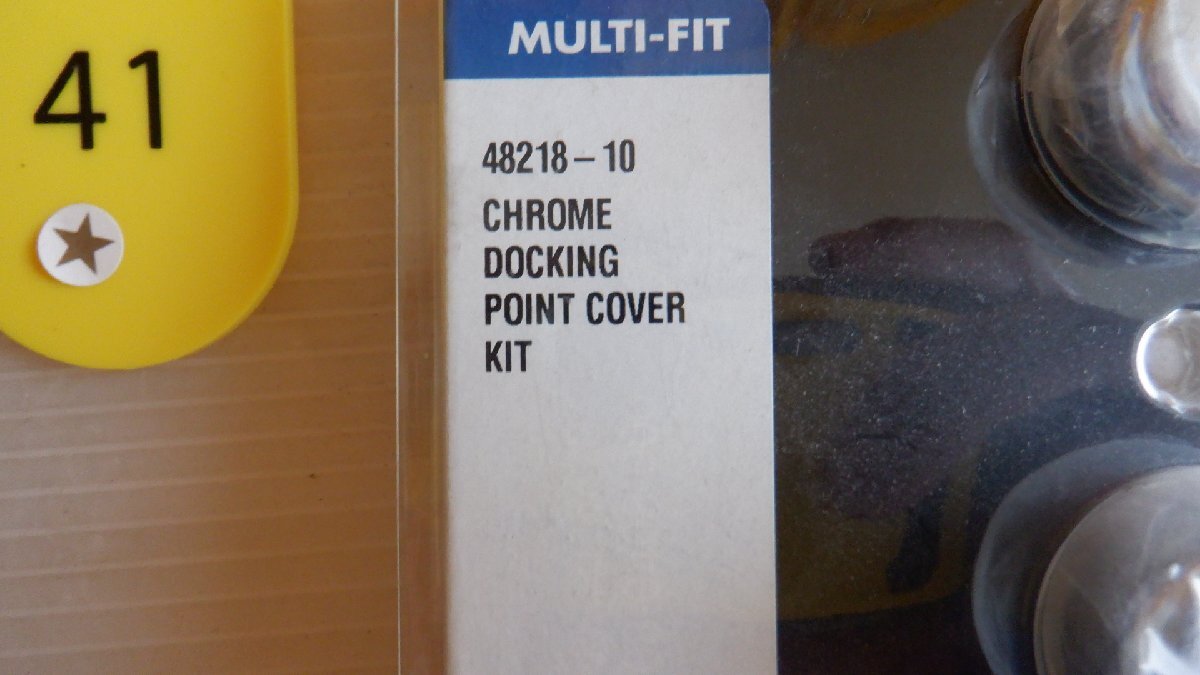 41
MULTI-FIT
48218 – 10
CHROME
DOCKING
POINT COVER
KIT